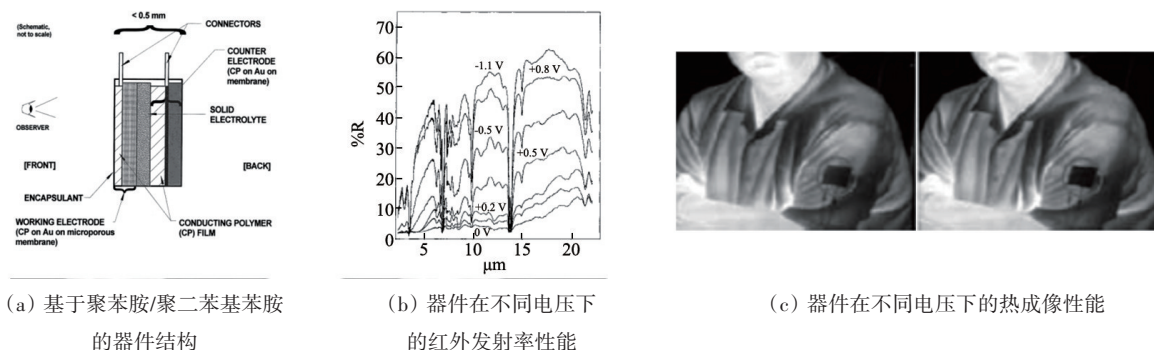 (Schematic,
not to scale)
< 0.5 mm
CONNECTORS
COUNTER
ELECTRODE
(CP on Au on
membrane)
SOLID
ELECTROLYTE
OBSERVER
[FRONT]
[BACK]
ENCAPSULANT
WORKING ELECTRODE
(CP on Au on microporous
membrane)
CONDUCTING POLYMER
(CP) FILM
%R
70
60
50
40
30
20
10
0
-1.1 V
+0.8 V
-0.5 V
+0.5 V
+0.2 V
0 V
5
10
15
20
μm
(a)基于聚苯胺/聚二苯基苯胺
的器件结构
(b)器件在不同电压下
的红外发射率性能
(c)器件在不同电压下的热成像性能